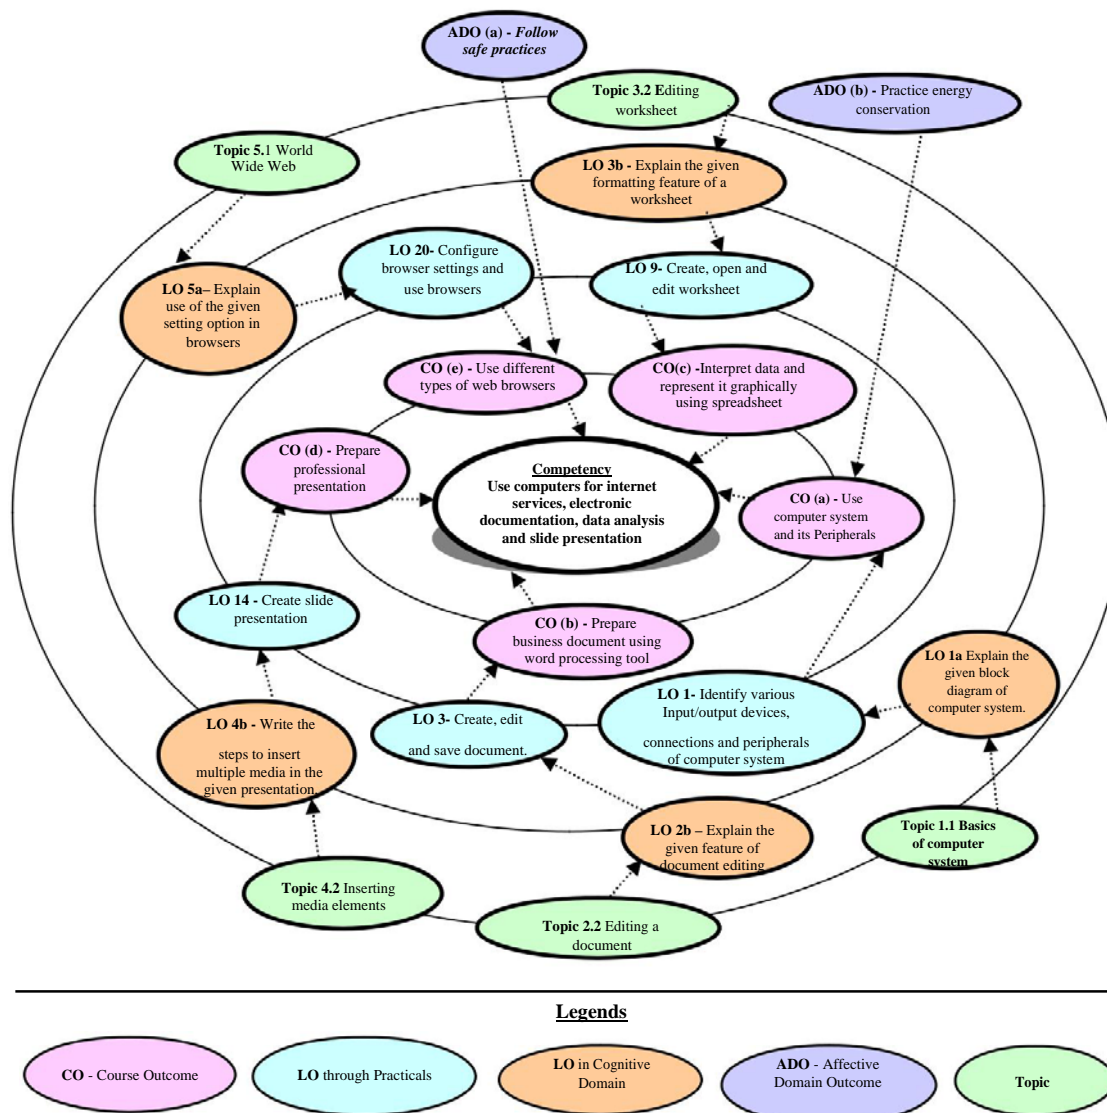 ADO (a) - Follow
safe practices
Topic 3.2 Editing
worksheet
ADO (b) - Practice energy
conservation
Topic 5.1 World
Wide Web
LO 3b - Explain the given
formatting feature of a
worksheet
LO 20- Configure
browser settings and
use browsers
LO 9- Create, open and
edit worksheet
LO 5a– Explain
use of the given
setting option in
browsers
CO (e) - Use different
types of web browsers
CO(c) -Interpret data and
represent it graphically
using spreadsheet
CO (d) - Prepare
professional
presentation
Competency
Use computers for internet
services, electronic
documentation, data analysis
and slide presentation
CO (a) - Use
computer system
and its Peripherals
LO 14 - Create slide
presentation
CO (b) - Prepare
business document using
word processing tool
LO 1a Explain the
given block
diagram of
computer system.
LO 1- Identify various
Input/output devices,
connections and peripherals
of computer system
LO 3- Create, edit
and save document.
LO 4b - Write the
steps to insert
multiple media in the
given presentation
LO 2b – Explain the
given feature of
document editing
Topic 1.1 Basics
of computer
system
Topic 4.2 Inserting
media elements
Topic 2.2 Editing a
document
Legends
CO - Course Outcome
LO through Practicals
LO in Cognitive
Domain
ADO - Affective
Domain Outcome
Topic